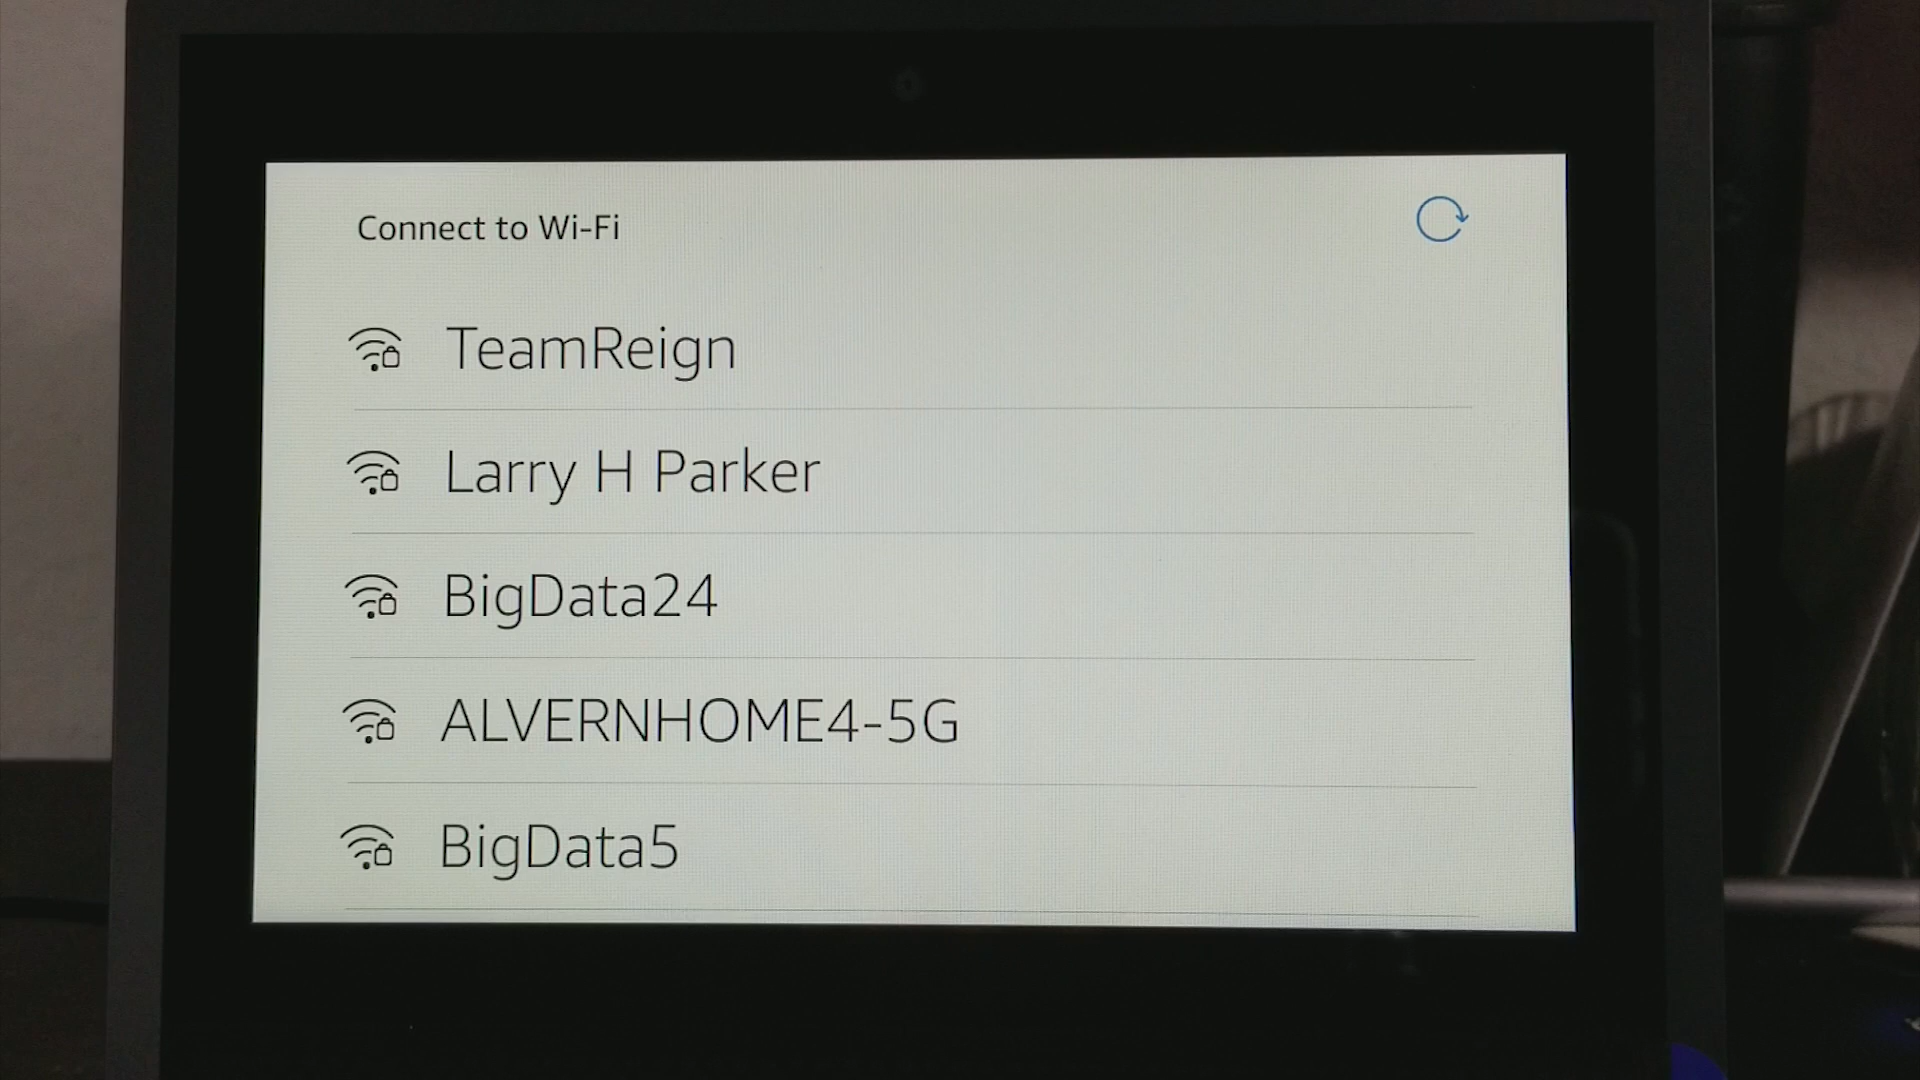 Connect to Wi-Fi
TeamReign
Larry H Parker
BigData24
ALVERNHOME4-5G
BigData5